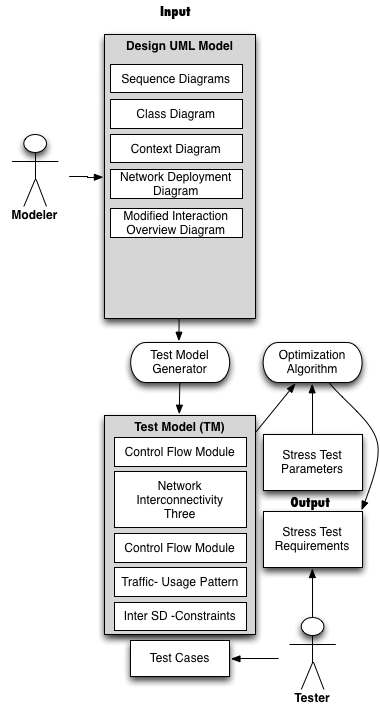 Input
Design UML Model
Sequence Diagrams
Class Diagram
Context Diagram
Network Deployment
Diagram
Modified Interaction
Overview Diagram
Modeler
Test Model
Generator
Optimization
Algorithm
Test Model (TM)
Control Flow Module
Network
Interconnectivity
Three
Control Flow Module
Traffic- Usage Pattern
Inter SD -Constraints
Stress Test
Parameters
Output
Stress Test
Requirements
Test Cases
Tester